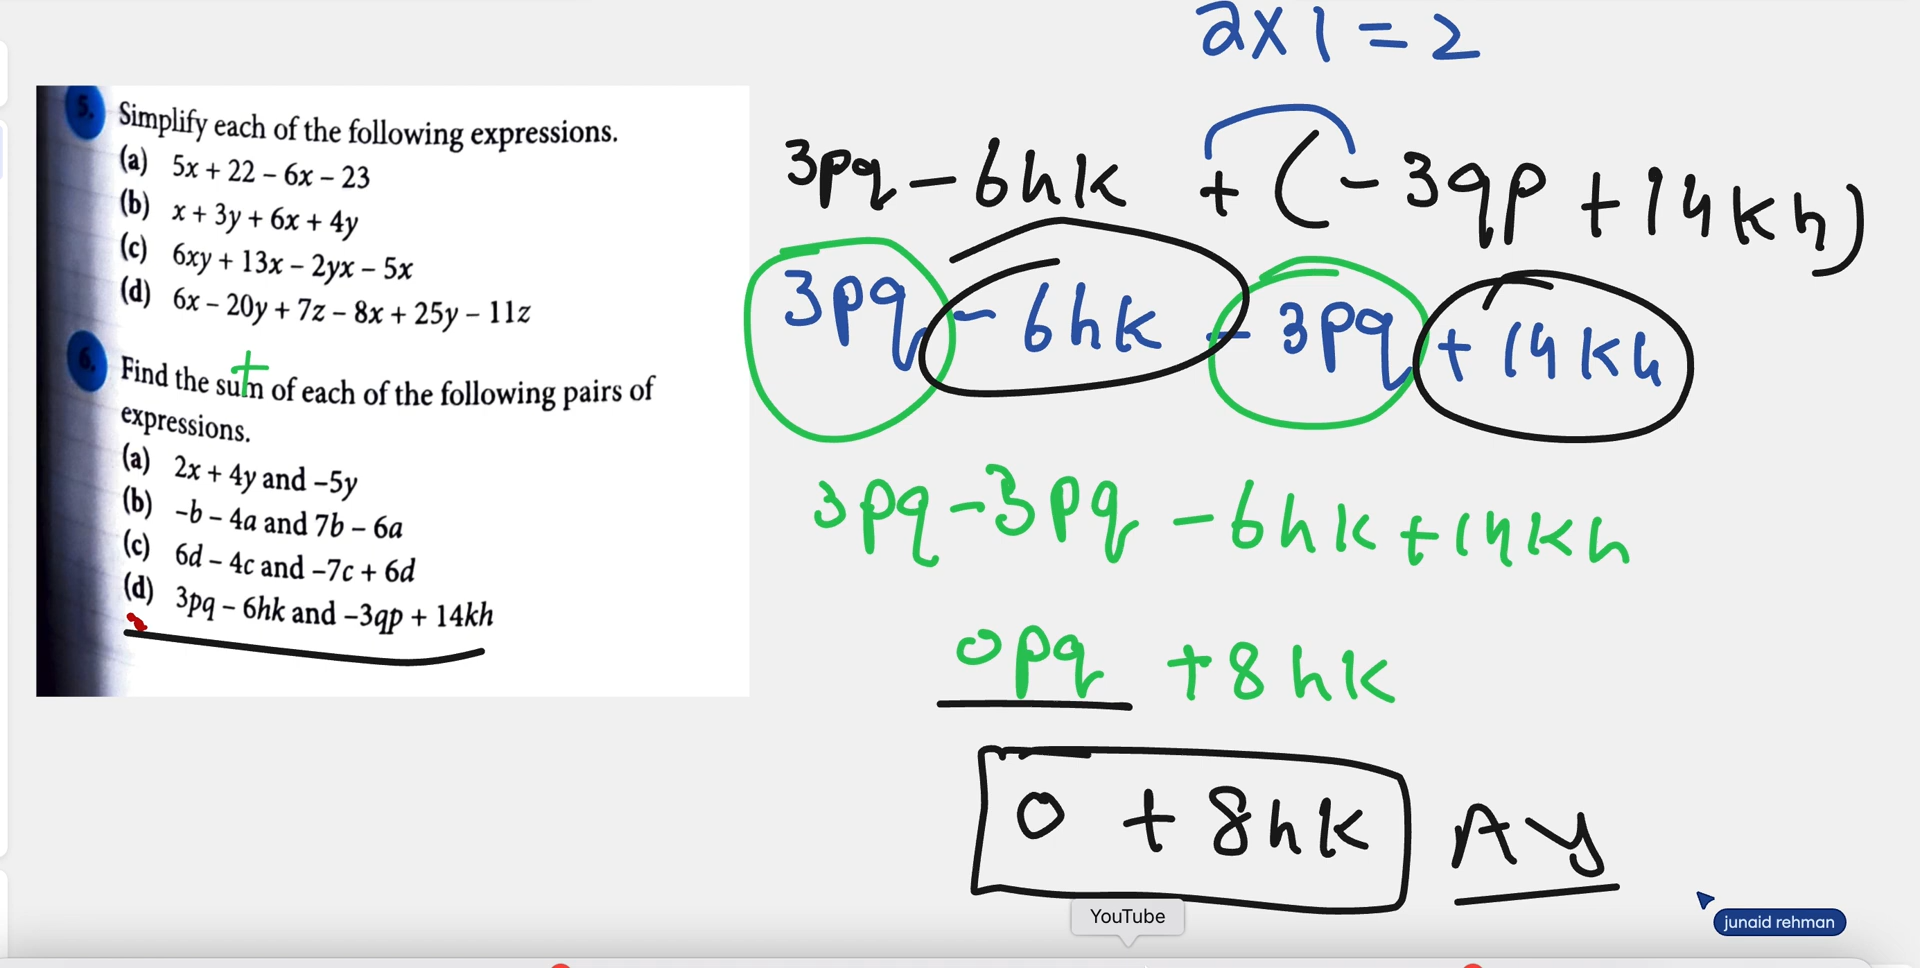 2x1=2
5. Simplify each of the following expressions.
(a) 5x + 22 – 6x – 23
(b) x + 3y + 6x + 4y
(c) 6xy + 13x – 2yx – 5x
(d) 6x – 20y + 7z – 8x + 25y – 11z
6. Find the sum of each of the following pairs of
expressions.
(a) 2x + 4y and –5y
(b) –b – 4a and 7b – 6a
(c) 6d – 4c and –7c + 6d
(d) 3pq – 6hk and –3qp + 14kh
+
3pq – 6hk + (–3qp + 14kh)
3pq – 6hk – 3pq + 14kh
3pq – 3pq – 6hk + 14kh
0pq + 8hk
0 + 8hk
YouTube
junaid rehman